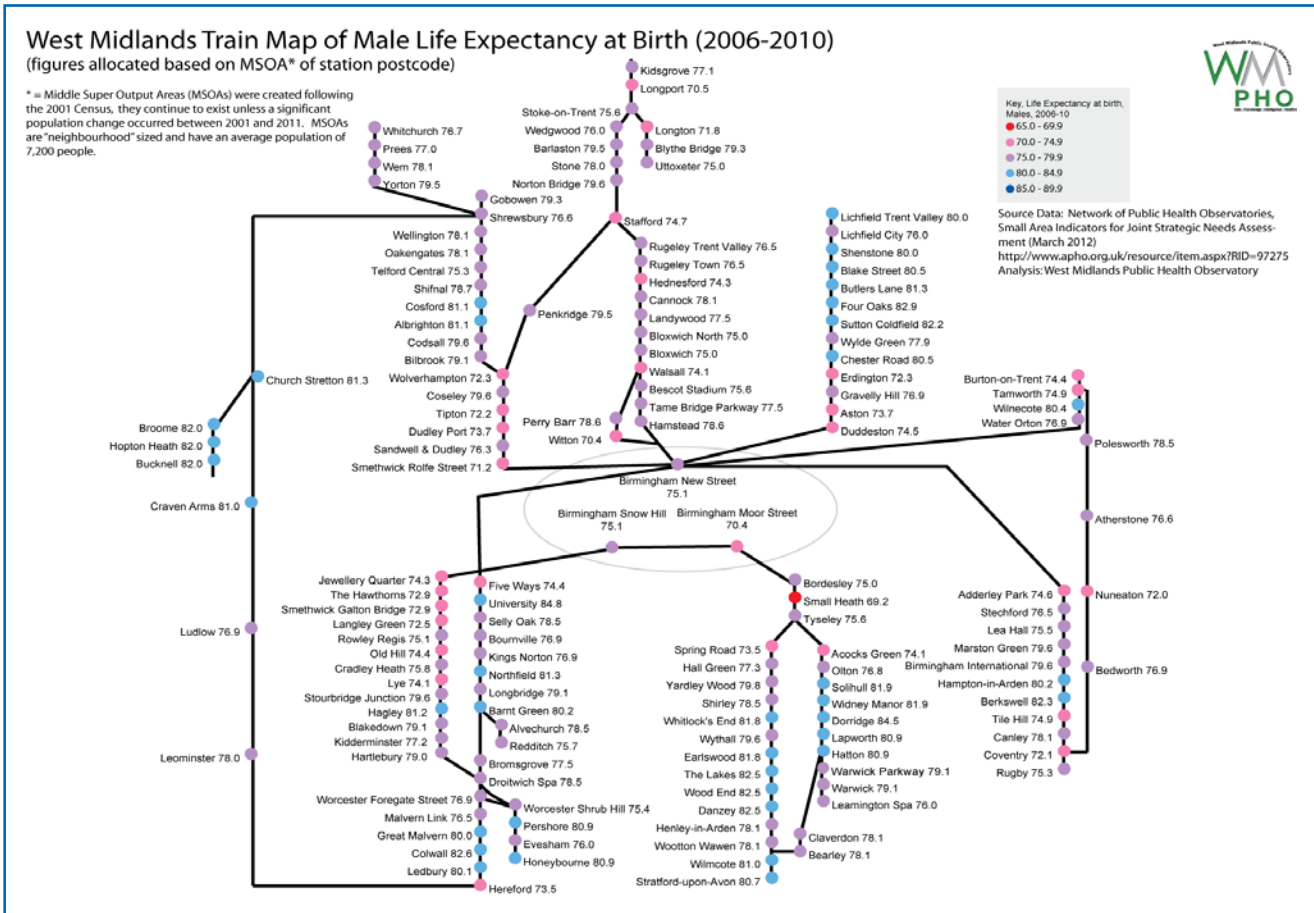 West Midlands Train Map of Male Life Expectancy at Birth (2006-2010)
(figures allocated based on MSOA* of station postcode)
* = Middle Super Output Areas (MSOAs) were created following
the 2001 Census, they continue to exist unless a significant
population change occurred between 2001 and 2011. MSOAs
are "neighbourhood" sized and have an average population of
7,200 people.
WM
PHO
Key, Life Expectancy at birth,
Males, 2006-10
65.0 - 69.9
70.0 - 74.9
75.0 - 79.9
80.0 - 84.9
85.0 - 89.9
Source Data: Network of Public Health Observatories,
Small Area Indicators for Joint Strategic Needs Assess-
ment (March 2012)
http://www.apho.org.uk/resource/item.aspx?RID=97275
Analysis: West Midlands Public Health Observatory
Whitchurch 76.7
Prees 77.0
Wem 78.1
Yorton 79.5
Gobowen 79.3
Shrewsbury 76.6
Wellington 78.1
Oakengates 78.1
Telford Central 75.3
Shifnal 78.7
Cosford 81.1
Albrighton 81.1
Codsall 79.6
Bilbrook 79.1
Wolverhampton 72.3
Coseley 79.6
Tipton 72.2
Dudley Port 73.7
Sandwell & Dudley 76.3
Smethwick Rolfe Street 71.2
Kidsgrove 77.1
Longport 70.5
Stoke-on-Trent 75.6
Wedgwood 76.0
Barlaston 79.5
Stone 78.0
Norton Bridge 79.6
Longton 71.8
Blythe Bridge 79.3
Uttoxeter 75.0
Stafford 74.7
Penkridge 79.5
Rugeley Trent Valley 76.5
Rugeley Town 76.5
Hednesford 74.3
Cannock 78.1
Landywood 77.5
Bloxwich North 75.0
Bloxwich 75.0
Walsall 74.1
Bescot Stadium 75.6
Tame Bridge Parkway 77.5
Hamstead 78.6
Perry Barr 78.6
Witton 70.4
Lichfield Trent Valley 80.0
Lichfield City 76.0
Shenstone 80.0
Blake Street 80.5
Butlers Lane 81.3
Four Oaks 82.9
Sutton Coldfield 82.2
Wylde Green 77.9
Chester Road 80.5
Erdington 72.3
Gravelly Hill 76.9
Aston 73.7
Duddeston 74.5
Burton-on-Trent 74.4
Tamworth 74.9
Wilnecote 80.4
Water Orton 76.9
Polesworth 78.5
Atherstone 76.6
Nuneaton 72.0
Bedworth 76.9
Church Stretton 81.3
Broome 82.0
Hopton Heath 82.0
Bucknell 82.0
Craven Arms 81.0
Ludlow 76.9
Leominster 78.0
Birmingham New Street
75.1
Birmingham Snow Hill
75.1
Birmingham Moor Street
70.4
Jewellery Quarter 74.3
The Hawthorns 72.9
Smethwick Galton Bridge 72.9
Langley Green 72.5
Rowley Regis 75.1
Old Hill 74.4
Cradley Heath 75.8
Lye 74.1
Stourbridge Junction 79.6
Hagley 81.2
Blakedown 79.1
Kidderminster 77.2
Hartlebury 79.0
Five Ways 74.4
University 84.8
Selly Oak 78.5
Bournville 76.9
Kings Norton 76.9
Northfield 81.3
Longbridge 79.1
Barnt Green 80.2
Alvechurch 78.5
Redditch 75.7
Bromsgrove 77.5
Droitwich Spa 78.5
Worcester Foregate Street 76.9
Malvern Link 76.5
Great Malvern 80.0
Colwall 82.6
Ledbury 80.1
Hereford 73.5
Worcester Shrub Hill 75.4
Pershore 80.9
Evesham 76.0
Honeybourne 80.9
Bordesley 75.0
Small Heath 69.2
Tyseley 75.6
Spring Road 73.5
Hall Green 77.3
Yardley Wood 79.8
Shirley 78.5
Whitlock's End 81.8
Wythall 79.6
Earlswood 81.8
The Lakes 82.5
Wood End 82.5
Danzey 82.5
Henley-in-Arden 78.1
Wootton Wawen 78.1
Wilmcote 81.0
Stratford-upon-Avon 80.7
Acocks Green 74.1
Olton 76.8
Solihull 81.9
Widney Manor 81.9
Dorridge 84.5
Lapworth 80.9
Hatton 80.9
Warwick Parkway 79.1
Warwick 79.1
Leamington Spa 76.0
Claverdon 78.1
Bearley 78.1
Adderley Park 74.6
Stechford 76.5
Lea Hall 75.5
Marston Green 79.6
Birmingham International 79.6
Hampton-in-Arden 80.2
Berkswell 82.3
Tile Hill 74.9
Canley 78.1
Coventry 72.1
Rugby 75.3